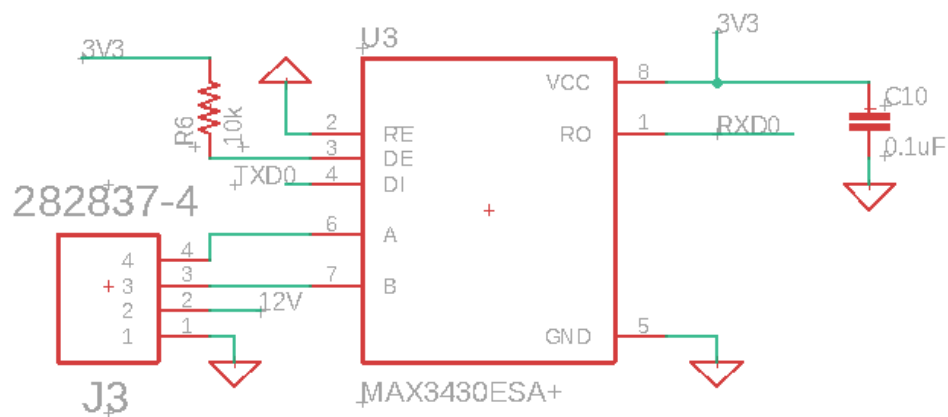 3V3
R6
10k
U3
3V3
VCC
8
C10
0.1uF
2
RE
RO
1
RXD0
3
DE
TXD0
4
DI
282837-4
6
A
4
4
3
3
7
B
2
2
12V
1
1
GND
5
J3
MAX3430ESA+